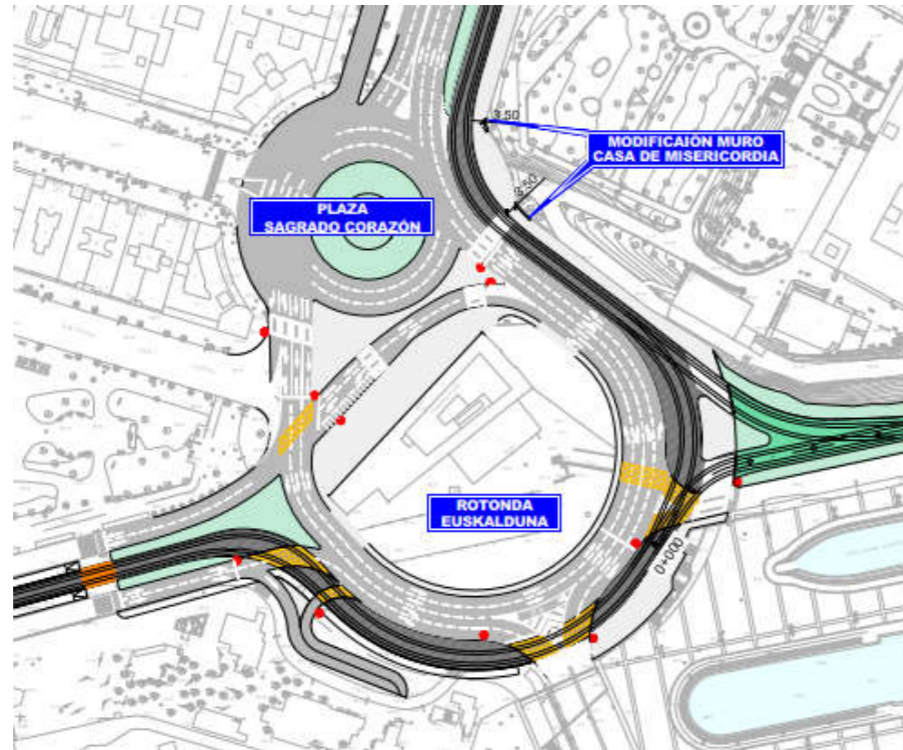 3.50
MODIFICAIÓN MURO
CASA DE MISERICORDIA
3.50
PLAZA
SAGRADO CORAZÓN
ROTONDA
EUSKALDUNA
0+000